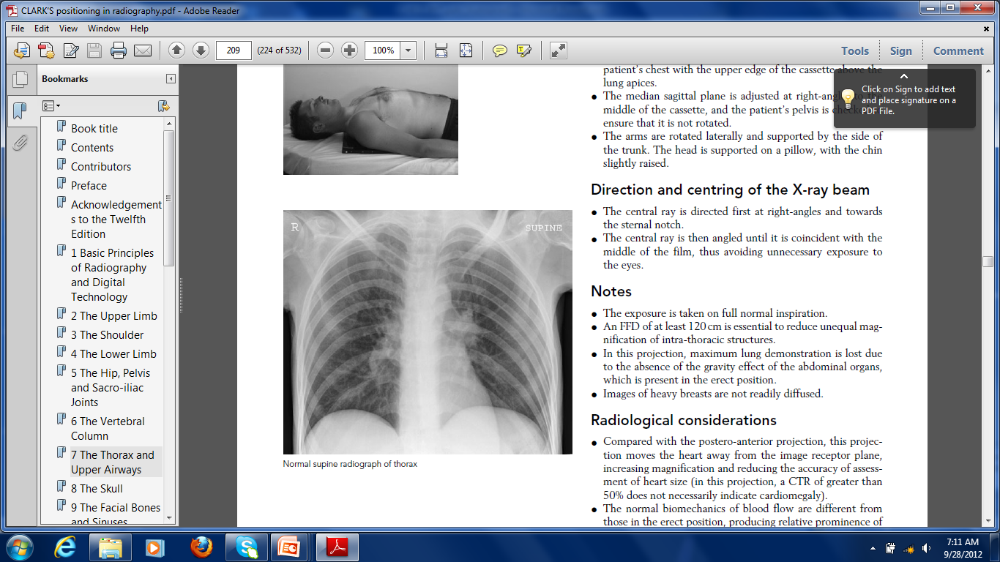 CLARK'S positioning in radiography.pdf - Adobe Reader
File Edit View Window Help
209 (224 of 532) 100% Tools Sign Comment
Bookmarks
Book title
Contents
Contributors
Preface
Acknowledgement
s to the Twelfth
Edition
1 Basic Principles
of Radiography
and Digital
Technology
2 The Upper Limb
3 The Shoulder
4 The Lower Limb
5 The Hip, Pelvis
and Sacro-iliac
Joints
6 The Vertebral
Column
7 The Thorax and
Upper Airways
8 The Skull
9 The Facial Bones
and Sinuses
R SUPINE
Normal supine radiograph of thorax
patient's chest with the upper edge of the cassette above the
lung apices.
● The median sagittal plane is adjusted at right-angles to the
middle of the cassette, and the patient's pelvis is checked to
ensure that it is not rotated.
● The arms are rotated laterally and supported by the side of
the trunk. The head is supported on a pillow, with the chin
slightly raised.
Direction and centring of the X-ray beam
● The central ray is directed first at right-angles and towards
the sternal notch.
● The central ray is then angled until it is coincident with the
middle of the film, thus avoiding unnecessary exposure to
the eyes.
Notes
● The exposure is taken on full normal inspiration.
● An FFD of at least 120 cm is essential to reduce unequal mag-
nification of intra-thoracic structures.
● In this projection, maximum lung demonstration is lost due
to the absence of the gravity effect of the abdominal organs,
which is present in the erect position.
● Images of heavy breasts are not readily diffused.
Radiological considerations
● Compared with the postero-anterior projection, this projec-
tion moves the heart away from the image receptor plane,
increasing magnification and reducing the accuracy of assess-
ment of heart size (in this projection, a CTR of greater than
50% does not necessarily indicate cardiomegaly).
● The normal biomechanics of blood flow are different from
those in the erect position, producing relative prominence of
Click on Sign to add text
and place signature on a
PDF File.
7:11 AM
9/28/2012